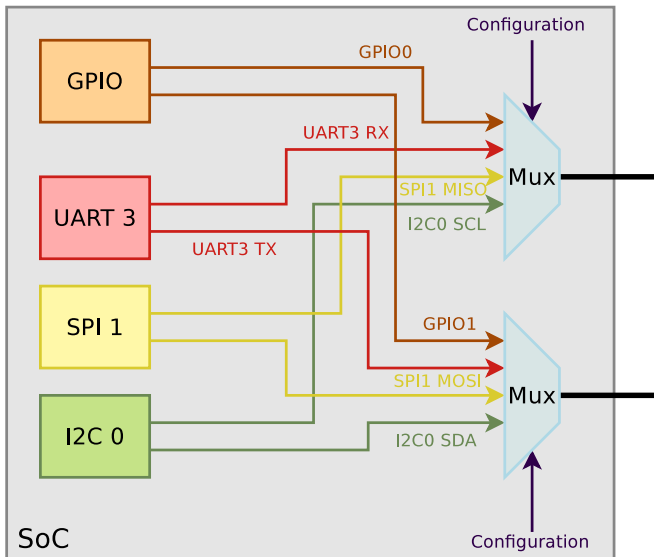 Configuration
GPIO0
GPIO
UART3 RX
Mux
SPI1 MISO
UART 3
I2C0 SCL
UART3 TX
SPI 1
GPIO1
SPI1 MOSI
Mux
I2C 0
I2C0 SDA
SoC
Configuration